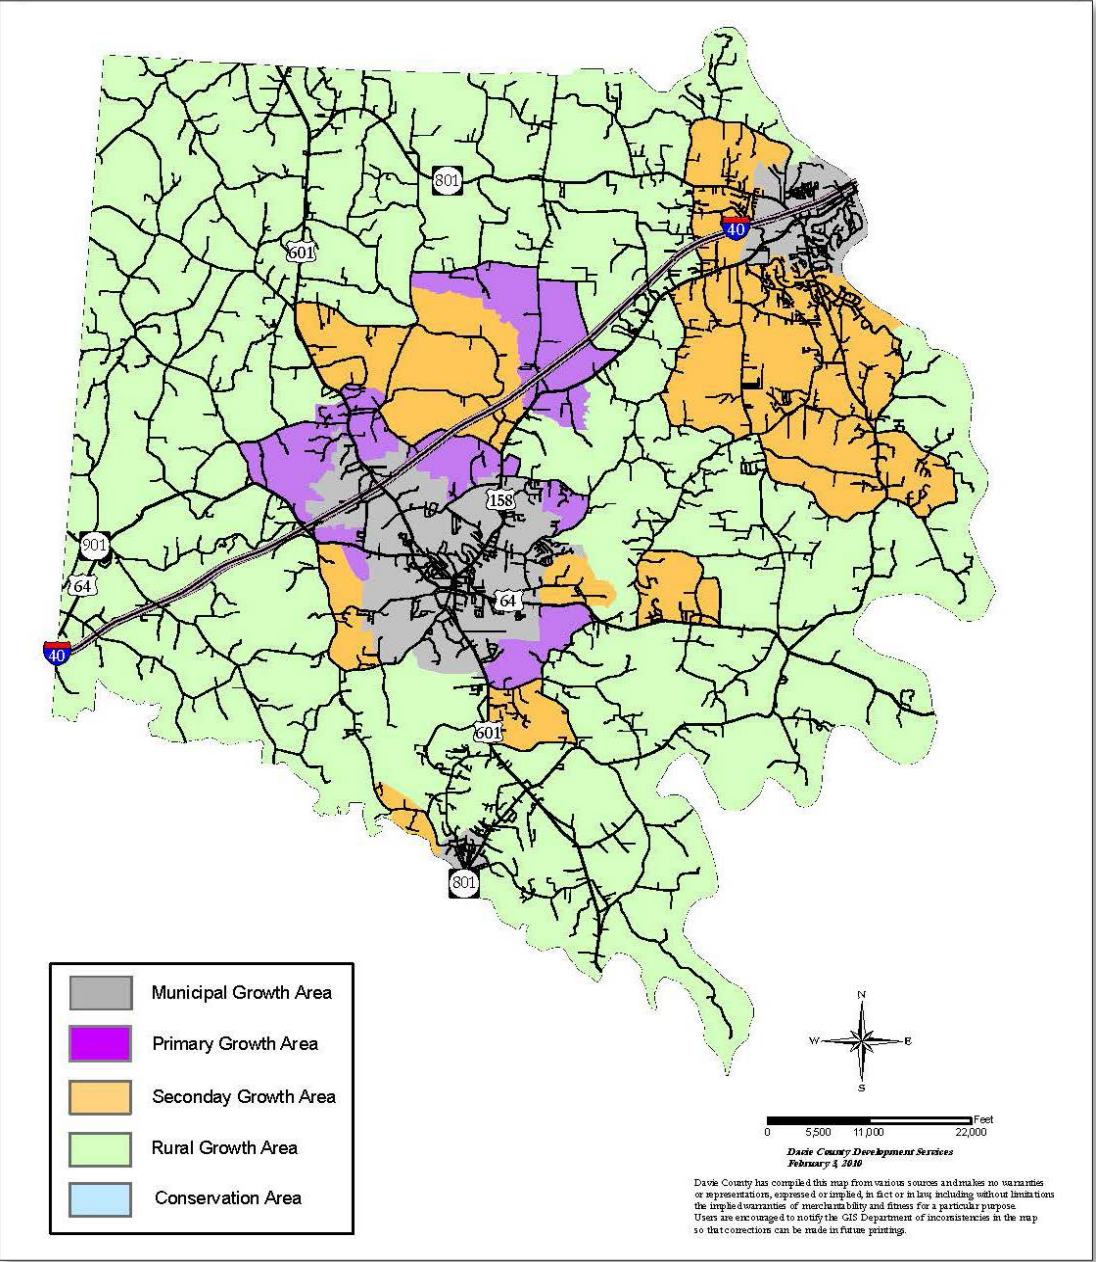 801
40
601
158
901
64
64
40
601
801
Municipal Growth Area
Primary Growth Area
Seconday Growth Area
Rural Growth Area
Conservation Area
N
W E
S
Feet
0 5,500 11,000 22,000
Davie County Development Services
February 3, 2010
Davie County has compiled this map from various sources and makes no warranties
or representations, expressed or implied, in fact or in law, including without limitations
the implied warranties of merchantability and fitness for a particular purpose.
Users are encouraged to notify the GIS Department of inconsistencies in the map
so that corrections can be made in future printings.